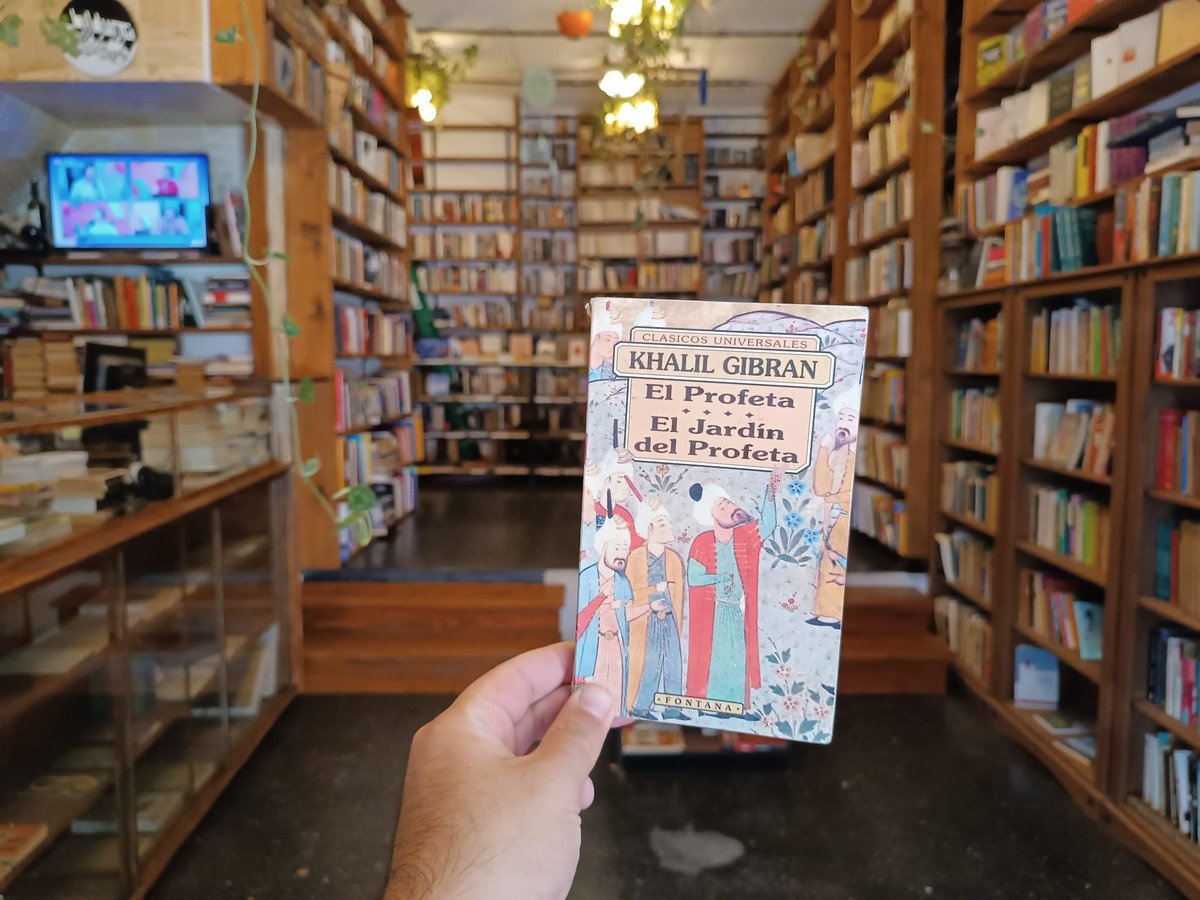 CLASICOS UNIVERSALES
KHALIL GIBRAN
El Profeta
El Jardín
del Profeta
• FONTANA •